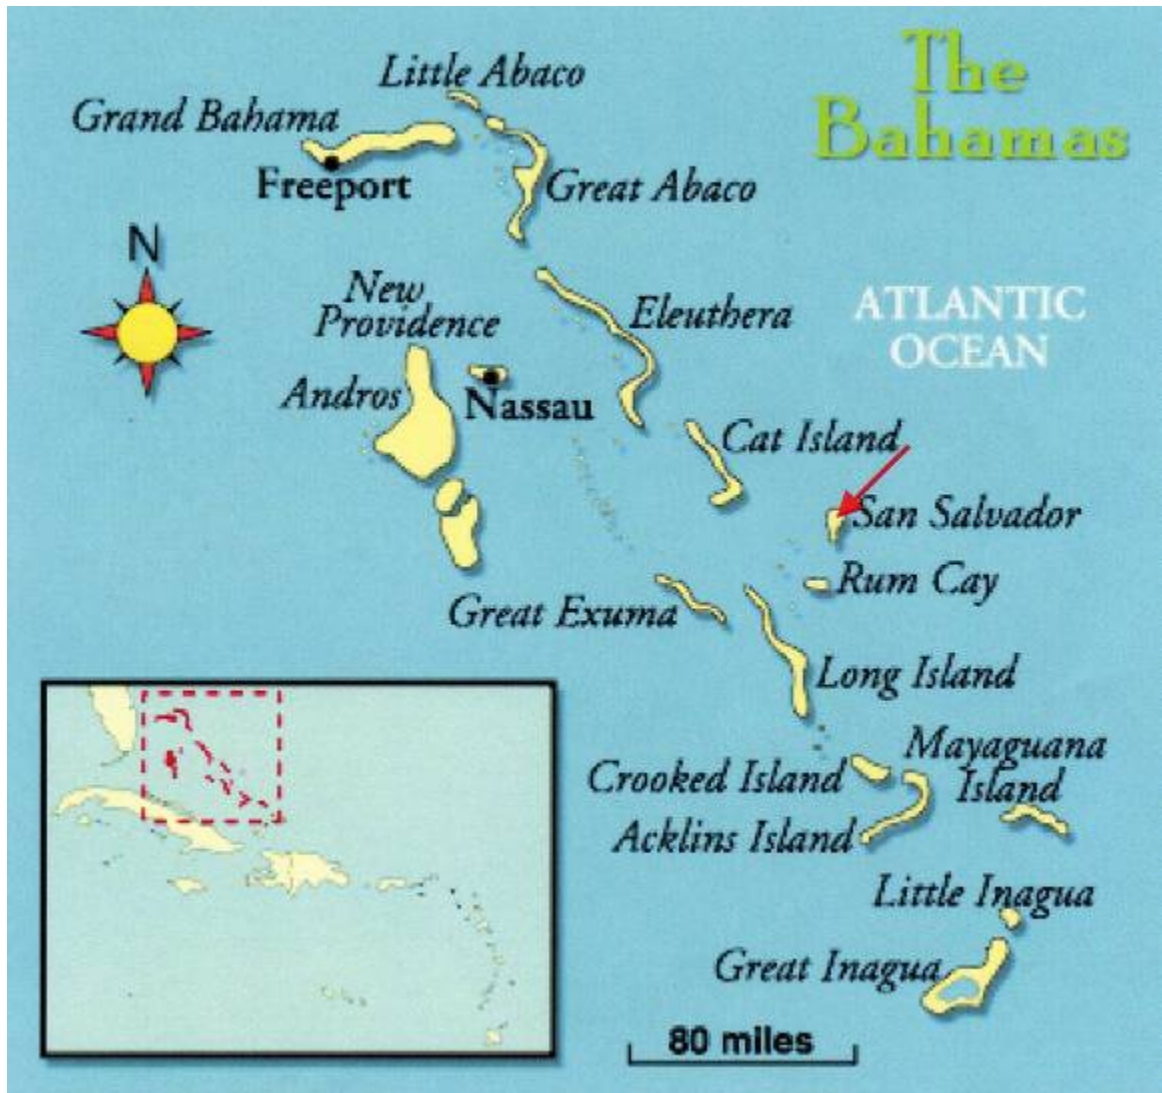 The
Bahamas
Little Abaco
Grand Bahama
Freeport
Great Abaco
N
New
Providence
Eleuthera
ATLANTIC
OCEAN
Andros
Nassau
Cat Island
San Salvador
Rum Cay
Great Exuma
Long Island
Mayaguana
Island
Crooked Island
Acklins Island
Little Inagua
Great Inagua
80 miles